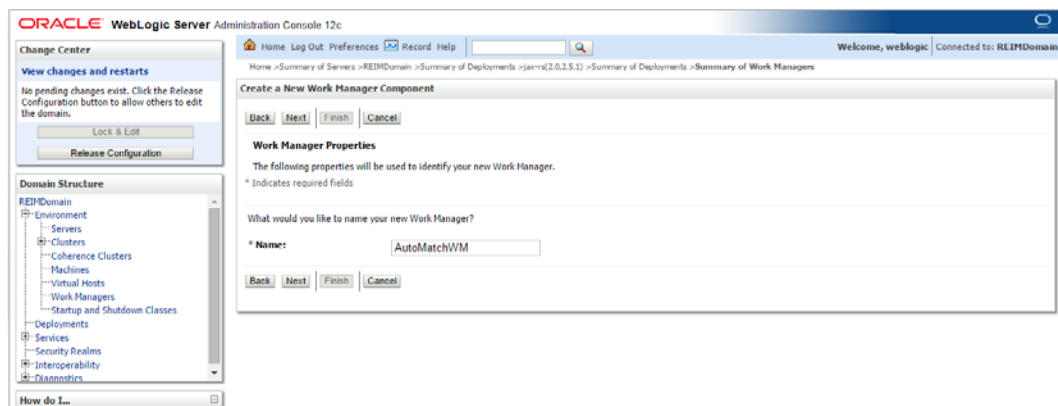 ORACLE WebLogic Server Administration Console 12c
Change Center
View changes and restarts
No pending changes exist. Click the Release
Configuration button to allow others to edit
the domain.
Lock & Edit
Release Configuration
Domain Structure
REIMDomain
Environment
Servers
Clusters
Coherence Clusters
Machines
Virtual Hosts
Work Managers
Startup and Shutdown Classes
Deployments
Services
Security Realms
Interoperability
Diagnostics
How do I...
Home Log Out Preferences Record Help
Welcome, weblogic Connected to: REIMDomain
Home >Summary of Servers >REIMDomain >Summary of Deployments >jax-rs(2.0,2.5.1) >Summary of Deployments >Summary of Work Managers
Create a New Work Manager Component
Back Next Finish Cancel
Work Manager Properties
The following properties will be used to identify your new Work Manager.
* Indicates required fields
What would you like to name your new Work Manager?
* Name: AutoMatchWM
Back Next Finish Cancel